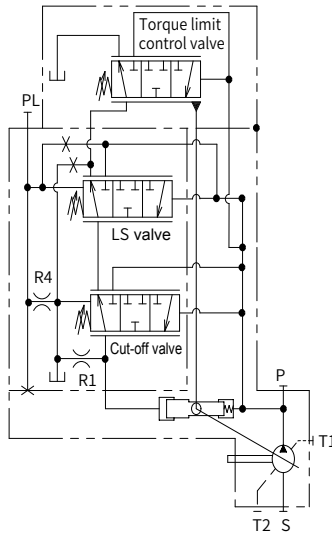 Torque limit
control valve
PL
LS valve
R4
Cut-off valve
R1
P
T1
T2 S